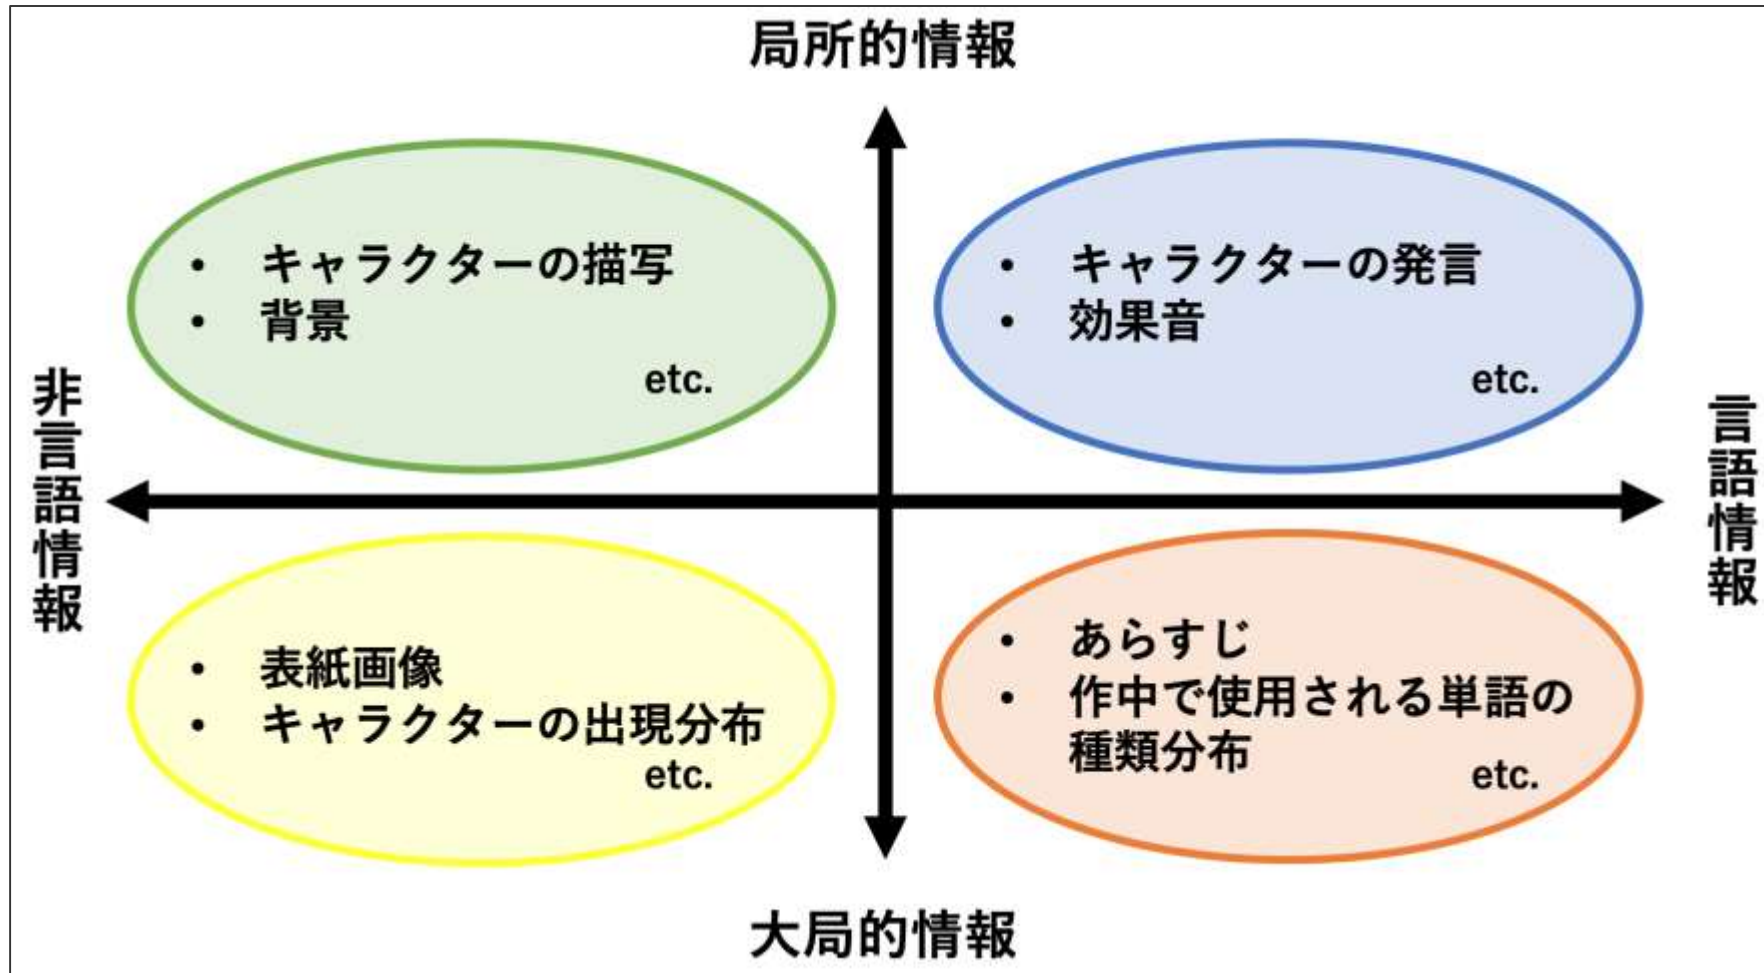 局所的情報
• キャラクターの描写
• 背景
etc.
• キャラクターの発言
• 効果音
etc.
非言語情報
言語情報
• 表紙画像
• キャラクターの出現分布
etc.
• あらすじ
• 作中で使用される単語の
種類分布
etc.
大局的情報